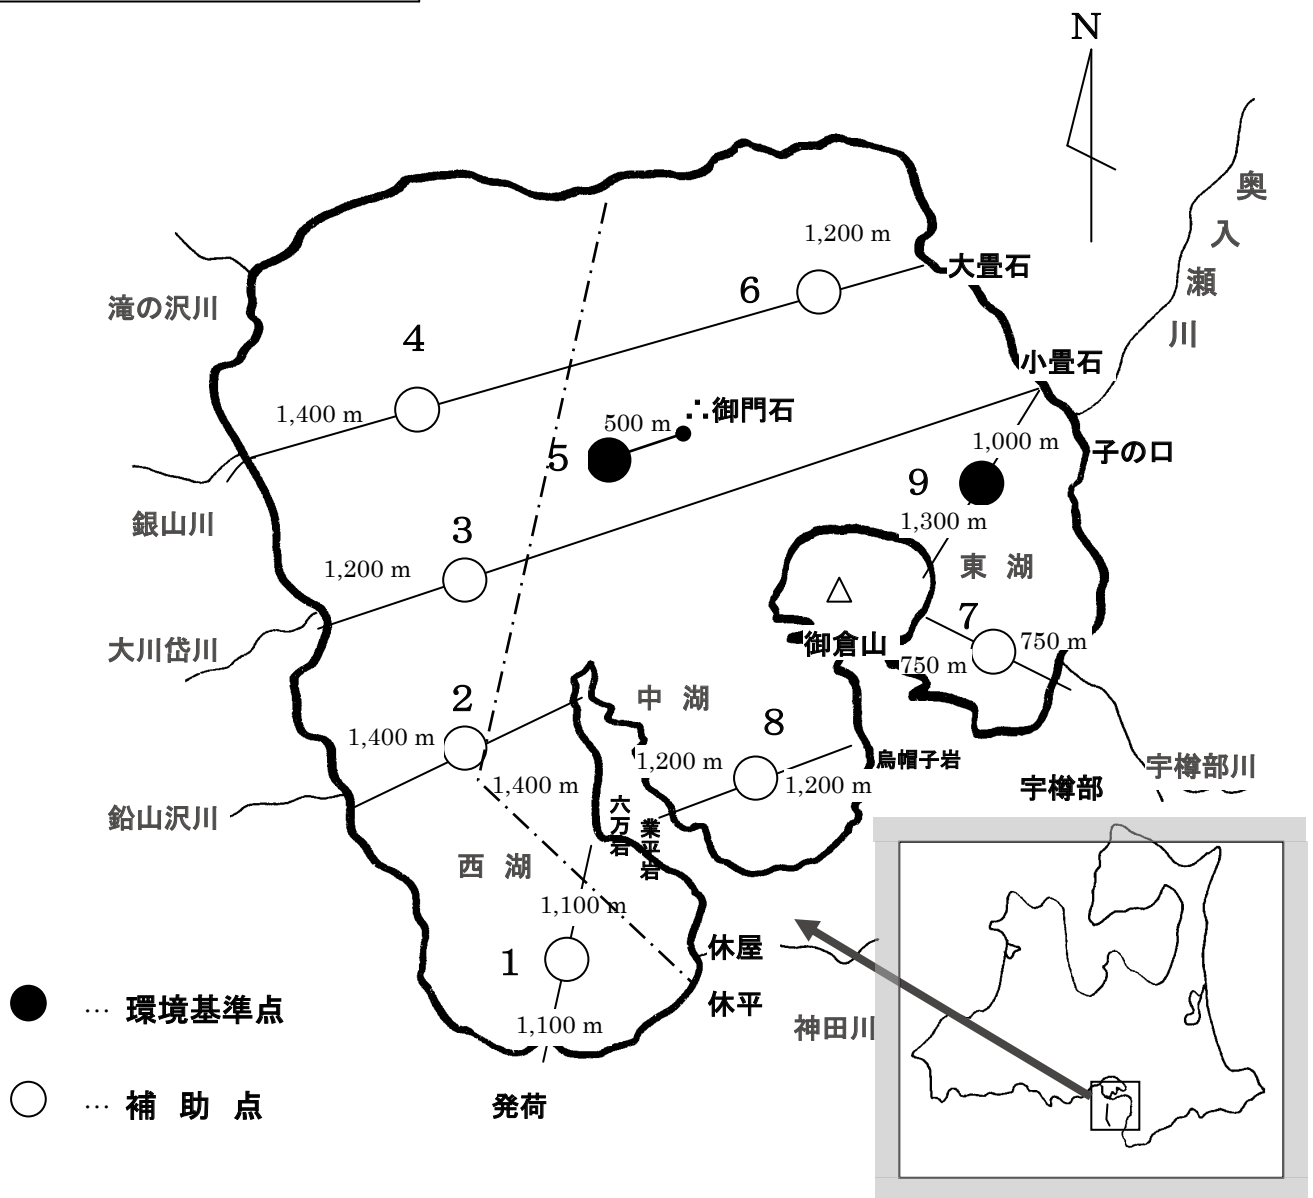 N
奥入瀬川
1,200 m
大畳石
6
滝の沢川
4
小畳石
1,400 m
御門石
500 m
1,000 m
子の口
5
9
銀山川
3
1,300 m
1,200 m
東 湖
7
大川岱川
御倉山
750 m
750 m
2
中 湖
8
1,400 m
1,200 m
烏帽子岩
宇樽部川
1,400 m
1,200 m
宇樽部
鉛山沢川
六万岩
業平岩
西 湖
1,100 m
1
休屋
休平
… 環境基準点
1,100 m
神田川
… 補 助 点
発荷